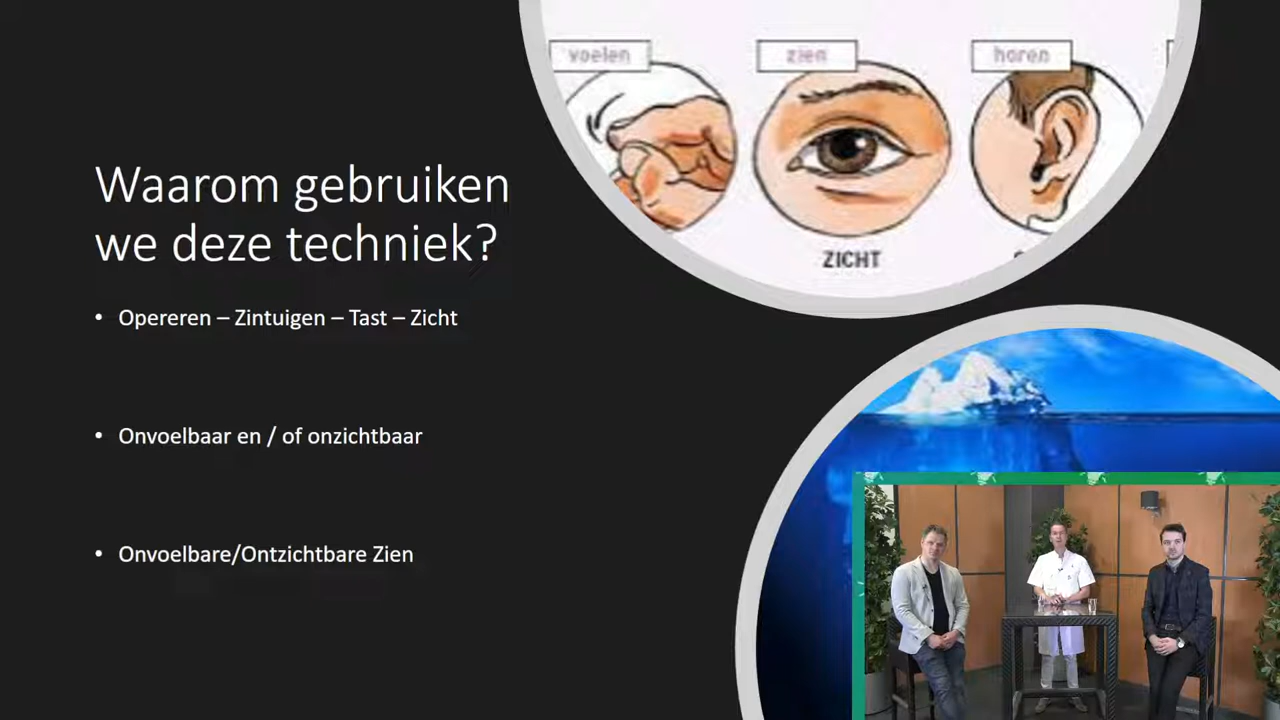 voelen
zien
horen
ZICHT
Waarom gebruiken
we deze techniek?
• Opereren – Zintuigen – Tast – Zicht
• Onvoelbaar en / of onzichtbaar
• Onvoelbare/Ontzichtbare Zien